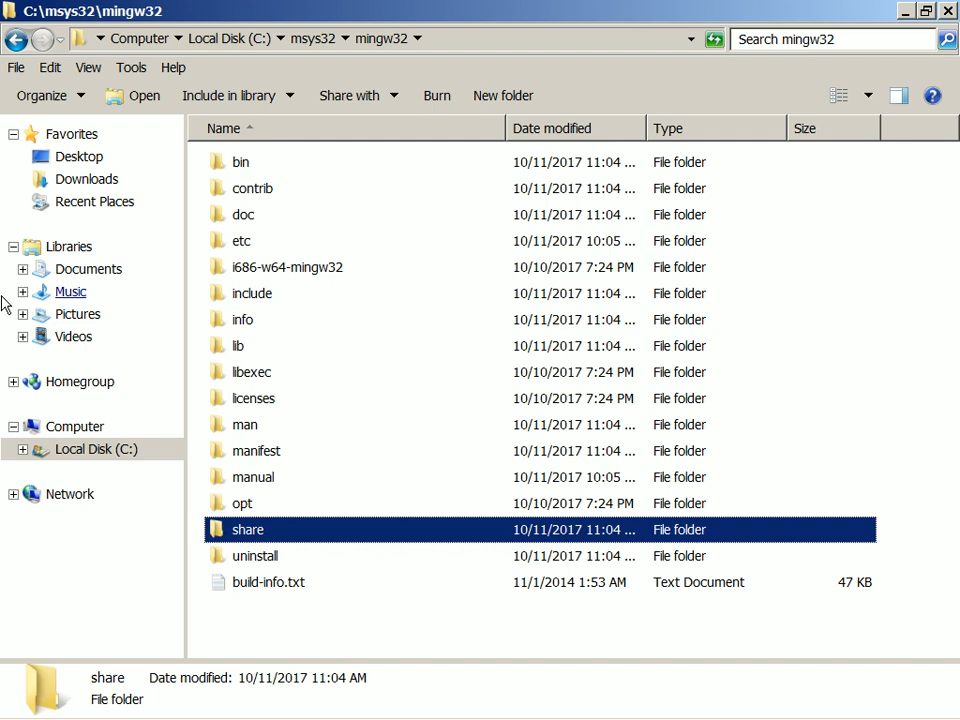 C:\msys32\mingw32
Computer Local Disk (C:) msys32 mingw32 Search mingw32
File Edit View Tools Help
Organize Open Include in library Share with Burn New folder
Favorites
Desktop
Downloads
Recent Places
Libraries
Documents
Music
Pictures
Videos
Homegroup
Computer
Local Disk (C:)
Network
Name Date modified Type Size
bin 10/11/2017 11:04 ... File folder
contrib 10/11/2017 11:04 ... File folder
doc 10/11/2017 11:04 ... File folder
etc 10/11/2017 10:05 ... File folder
i686-w64-mingw32 10/10/2017 7:24 PM File folder
include 10/11/2017 11:04 ... File folder
info 10/11/2017 11:04 ... File folder
lib 10/11/2017 11:04 ... File folder
libexec 10/10/2017 7:24 PM File folder
licenses 10/10/2017 7:24 PM File folder
man 10/11/2017 11:04 ... File folder
manifest 10/11/2017 11:04 ... File folder
manual 10/11/2017 10:05 ... File folder
opt 10/10/2017 7:24 PM File folder
share 10/11/2017 11:04 ... File folder
uninstall 10/11/2017 11:04 ... File folder
build-info.txt 11/1/2014 1:53 AM Text Document 47 KB
share Date modified: 10/11/2017 11:04 AM
File folder